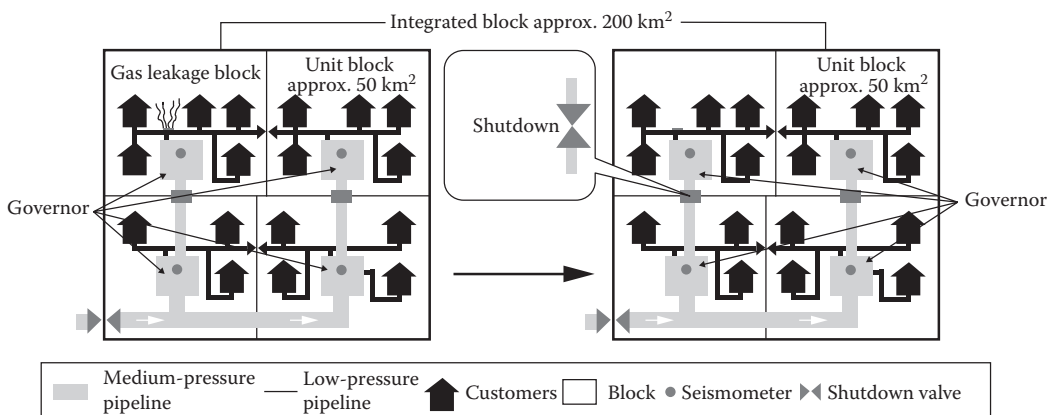 Integrated block approx. 200 km²
Gas leakage block
Unit block
approx. 50 km²
Shutdown
Unit block
approx. 50 km²
Governor
Governor
Medium-pressure
pipeline
Low-pressure
pipeline
Customers
Block
Seismometer
Shutdown valve